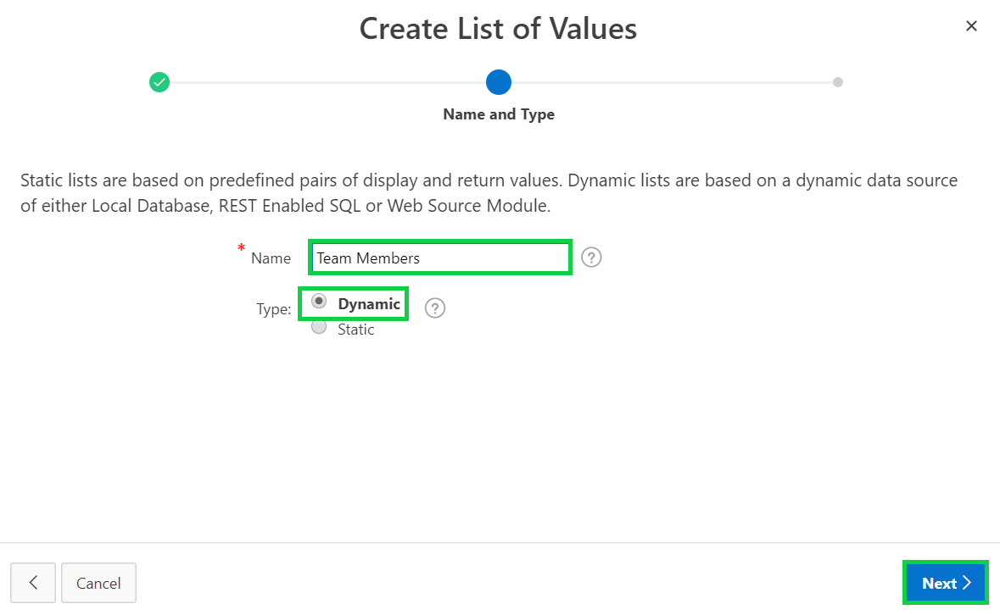 Create List of Values
Name and Type
Static lists are based on predefined pairs of display and return values. Dynamic lists are based on a dynamic data source
of either Local Database, REST Enabled SQL or Web Source Module.
* Name Team Members ?
Type: Dynamic ?
Static
Cancel Next